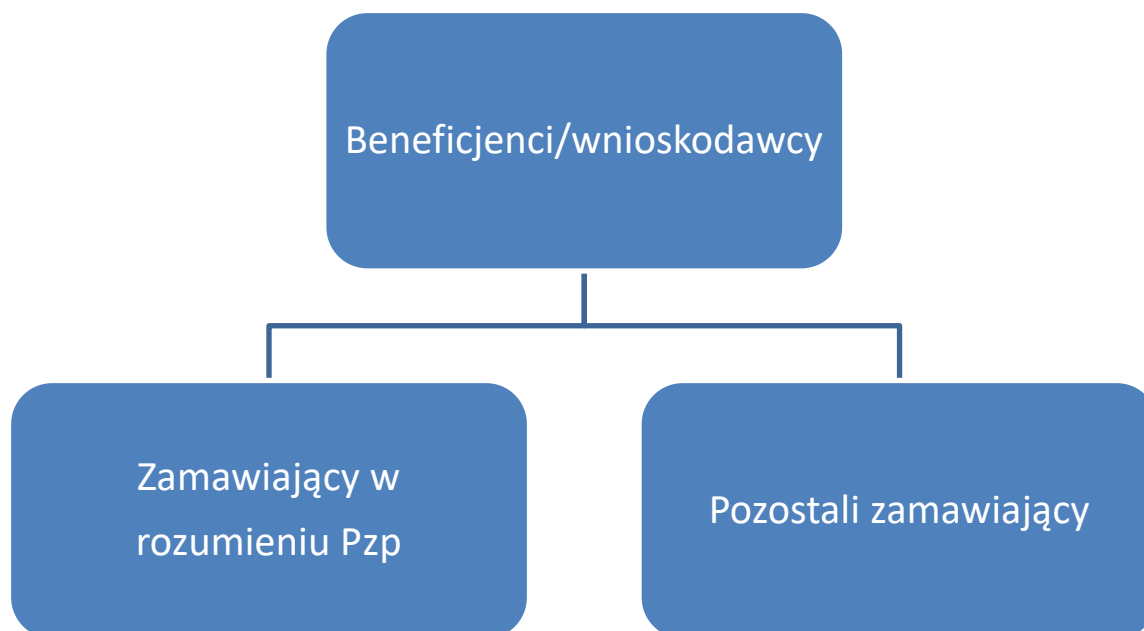 Beneficjenci/wnioskodawcy
Zamawiający w
rozumieniu Pzp
Pozostali zamawiający